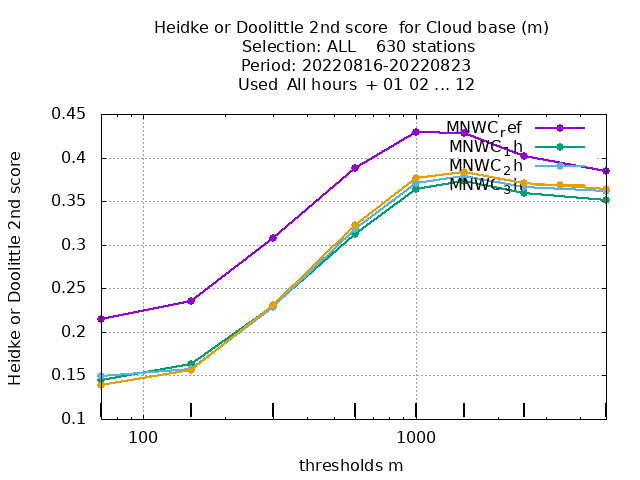 Heidke or Doolittle 2nd score  for Cloud base (m)
Selection: ALL    630 stations
Period: 20220816-20220823
Used  All hours  + 01 02 ... 12
0.45
0.4
0.35
0.3
0.25
0.2
0.15
0.1
Heidke or Doolittle 2nd score
MNWC_ref
MNWC_1h
MNWC_2h
MNWC_3h
100
1000
thresholds m